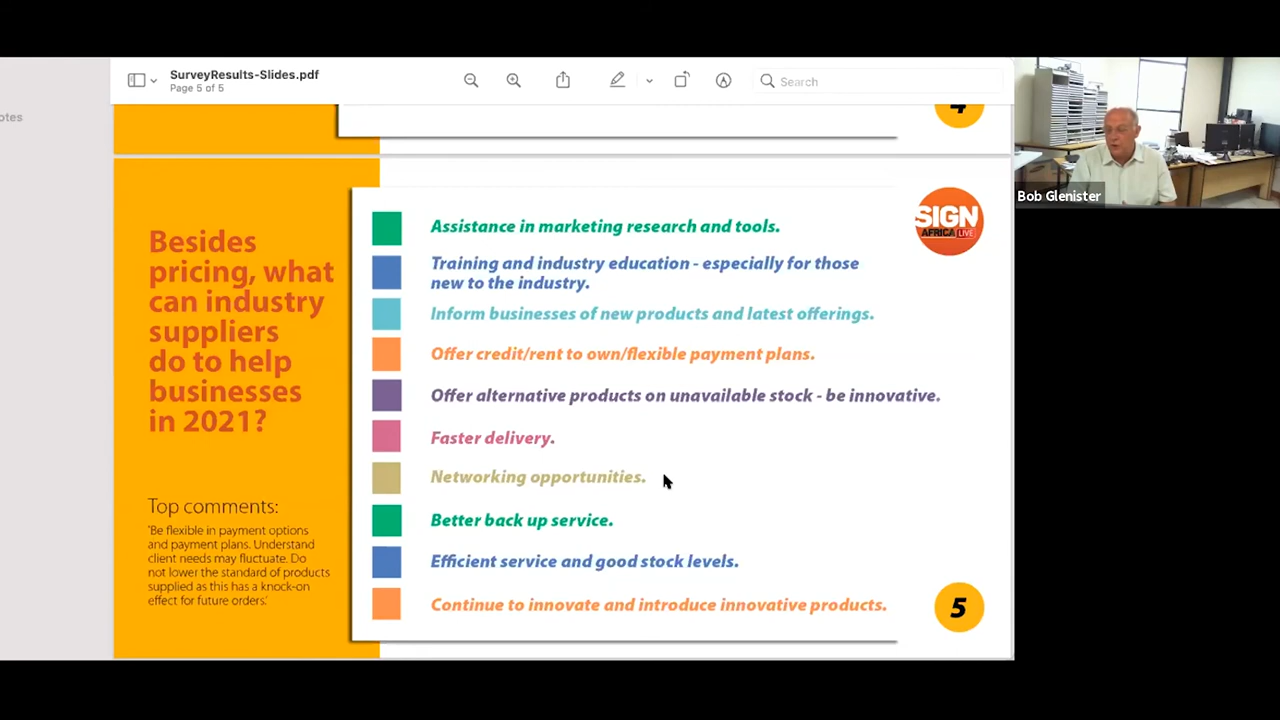 otes
SurveyResults-Slides.pdf
Page 5 of 5
Search
4
Bob Glenister
Besides
pricing, what
can industry
suppliers
do to help
businesses
in 2021?
Top comments:
'Be flexible in payment options
and payment plans. Understand
client needs may fluctuate. Do
not lower the standard of products
supplied as this has a knock-on
effect for future orders.'
Assistance in marketing research and tools.
Training and industry education - especially for those
new to the industry.
Inform businesses of new products and latest offerings.
Offer credit/rent to own/flexible payment plans.
Offer alternative products on unavailable stock - be innovative.
Faster delivery.
Networking opportunities.
Better back up service.
Efficient service and good stock levels.
Continue to innovate and introduce innovative products.
SIGN
AFRICA LIVE
5